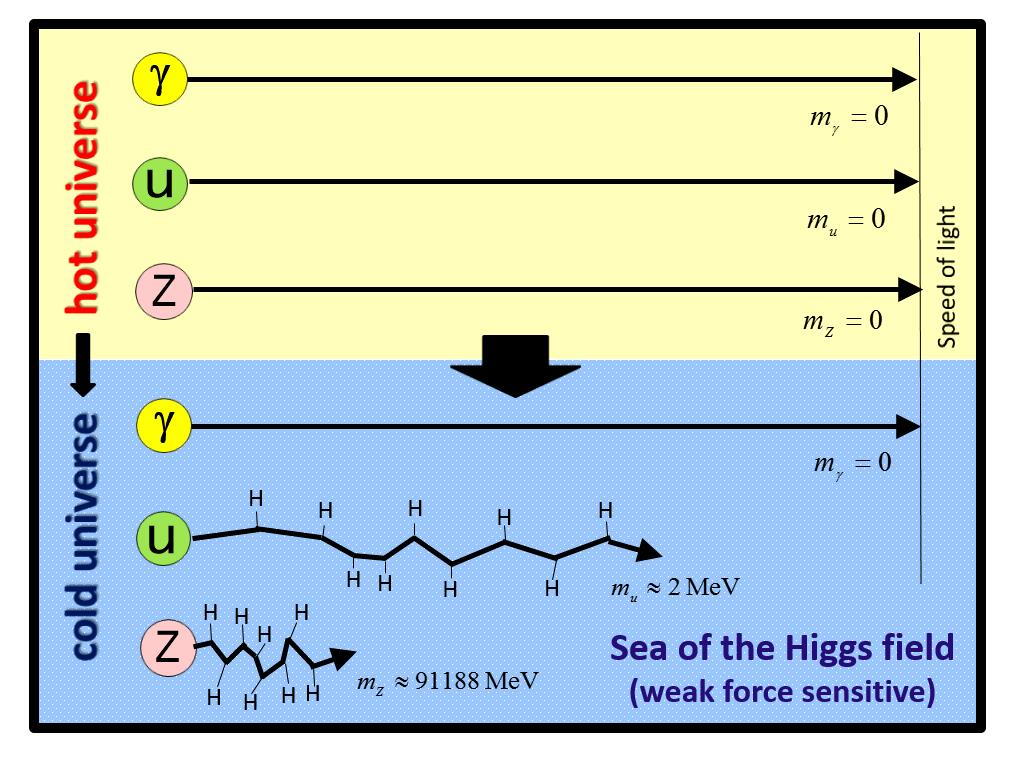 hot universe
γ
m_γ = 0
u
m_u = 0
Z
m_Z = 0
Speed of light
cold universe
γ
m_γ = 0
H H H H H
u
H H H H
m_u ≈ 2 MeV
H H H H
Z
H H H H
m_Z ≈ 91188 MeV
Sea of the Higgs field
(weak force sensitive)